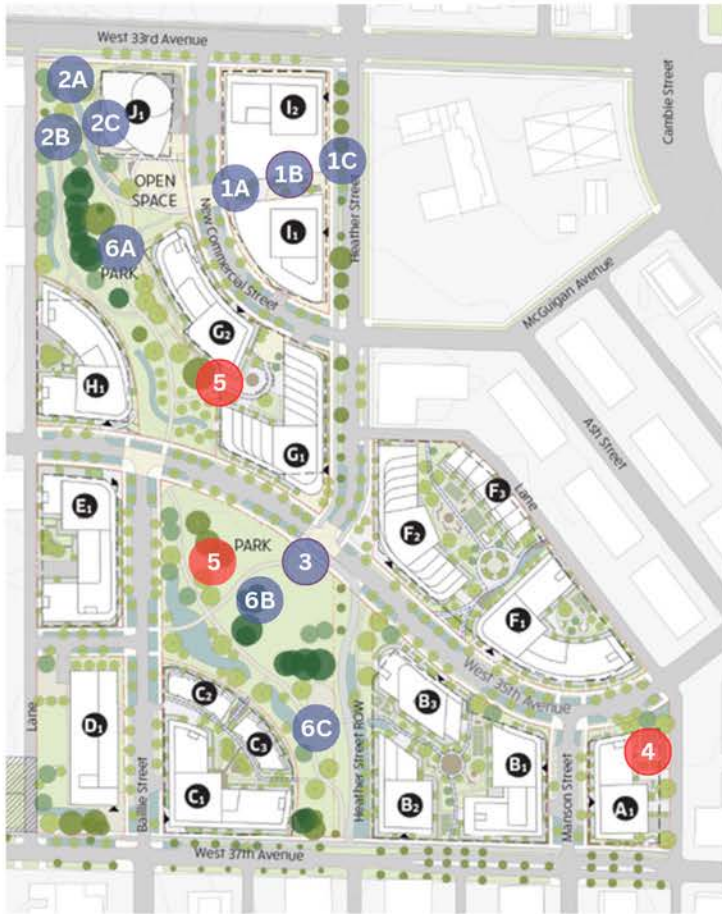 West 33rd Avenue
2A
J1
2B
2C
I2
1C
1B
1A
OPEN
SPACE
Heather Street
Cambie Street
New Commercial Street
I1
6A
PARK
McGuigan Avenue
G2
H1
5
Ash Street
G1
Lane
F3
E1
F2
5
PARK
3
6B
F1
West 35th Avenue
Lane
D1
C2
C3
6C
B3
C1
Bailie Street
Heather Street ROW
B2
B1
Manson Street
4
A1
West 37th Avenue